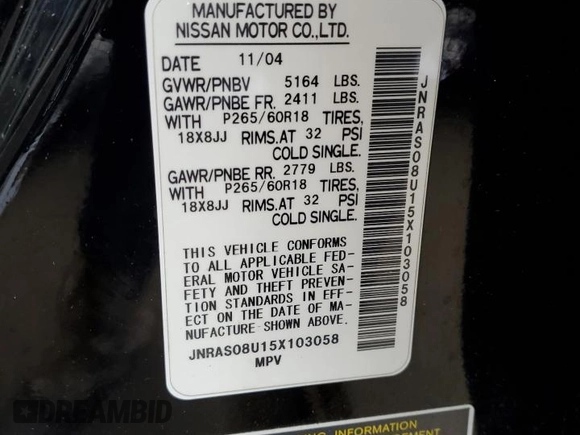 MANUFACTURED BY
NISSAN MOTOR CO.,LTD.
DATE 11/04
GVWR/PNBV 5164 LBS.
GAWR/PNBE FR. 2411 LBS.
WITH P265/60R18 TIRES,
18X8JJ RIMS.AT 32 PSI
COLD SINGLE.
GAWR/PNBE RR. 2779 LBS.
WITH P265/60R18 TIRES,
18X8JJ RIMS.AT 32 PSI
COLD SINGLE.
THIS VEHICLE CONFORMS
TO ALL APPLICABLE FED-
ERAL MOTOR VEHICLE SA-
FETY AND THEFT PREVEN-
TION STANDARDS IN EFF-
ECT ON THE DATE OF MA-
NUFACTURE SHOWN ABOVE.
JNRAS08U15X103058
MPV
JNRAS08U15X103058
DREAMBID
INFORMATION